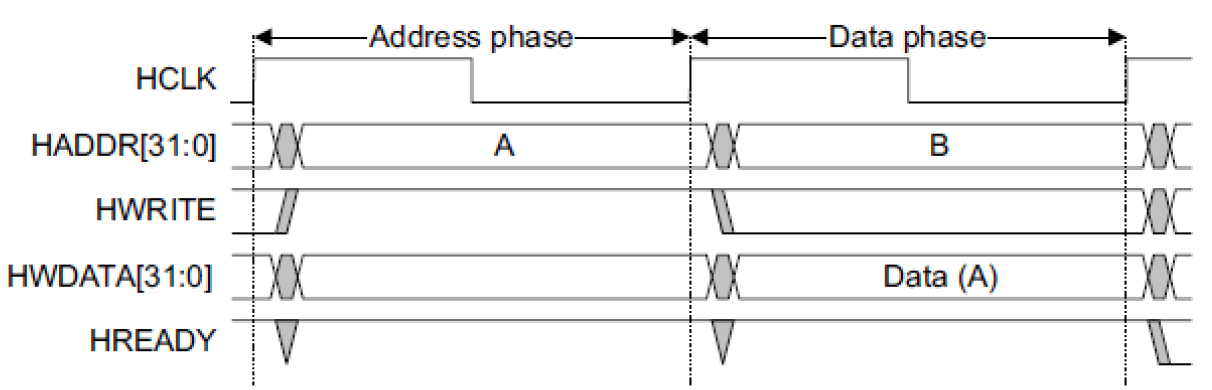 Address phase Data phase
HCLK
HADDR[31:0] A B
HWRITE
HWDATA[31:0] Data (A)
HREADY